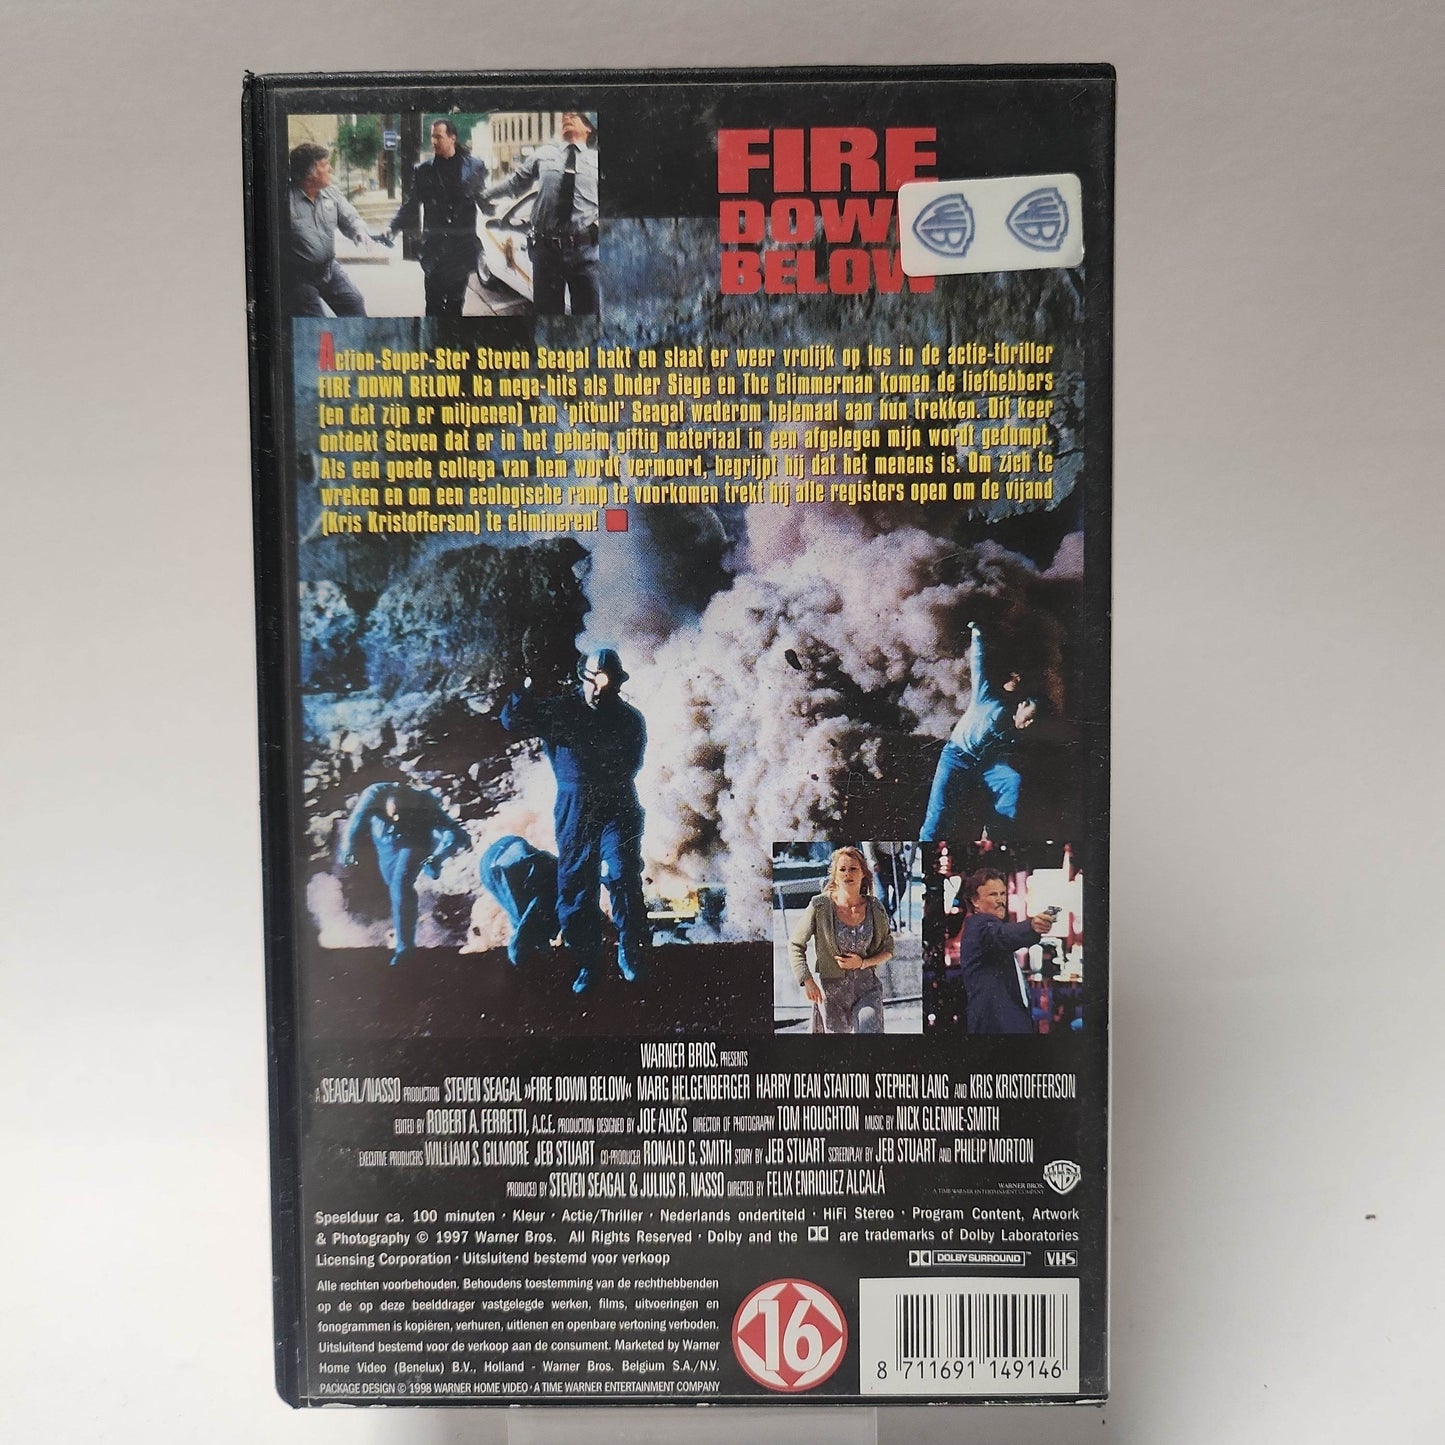 FIRE
DOW
BELOW
WB WB
Action-Super-Ster Steven Seagal hakt en slaat er weer vrolijk op los in de actie-thriller
FIRE DOWN BELOW. Na mega-hits als Under Siege en The Glimmerman komen de liefhebbers
(en dat zijn er miljoenen) van 'pitbull' Seagal wederom helemaal aan hun trekken. Dit keer
ontdekt Steven dat er in het geheim giftig materiaal in een afgelegen mijn wordt gedumpt.
Als een goede collega van hem wordt vermoord, begrijpt hij dat het menens is. Om zich te
wreken en om een ecologische ramp te voorkomen trekt hij alle registers open om de vijand
(Kris Kristofferson) te elimineren!
WARNER BROS. PRESENTS
A SEAGAL/NASSO PRODUCTION STEVEN SEAGAL »FIRE DOWN BELOW« MARG HELGENBERGER HARRY DEAN STANTON STEPHEN LANG AND KRIS KRISTOFFERSON
EDITED BY ROBERT A. FERRETTI, A.C.E. PRODUCTION DESIGNED BY JOE ALVES DIRECTOR OF PHOTOGRAPHY TOM HOUGHTON MUSIC BY NICK GLENNIE-SMITH
EXECUTIVE PRODUCERS WILLIAM S. GILMORE JEB STUART CO-PRODUCER RONALD G. SMITH STORY BY JEB STUART SCREENPLAY BY JEB STUART AND PHILIP MORTON
PRODUCED BY STEVEN SEAGAL & JULIUS R. NASSO DIRECTED BY FELIX ENRIQUEZ ALCALÁ
WARNER BROS.
A TIME WARNER ENTERTAINMENT COMPANY
Speelduur ca. 100 minuten · Kleur · Actie/Thriller · Nederlands ondertiteld · HiFi Stereo · Program Content, Artwork
& Photography © 1997 Warner Bros. All Rights Reserved · Dolby and the DD are trademarks of Dolby Laboratories
Licensing Corporation · Uitsluitend bestemd voor verkoop
DOLBY SURROUND™ VHS
Alle rechten voorbehouden. Behoudens toestemming van de rechthebbenden
op de op deze beelddrager vastgelegde werken, films, uitvoeringen en
fonogrammen is kopiëren, verhuren, uitlenen en openbare vertoning verboden.
Uitsluitend bestemd voor de verkoop aan de consument. Marketed by Warner
Home Video (Benelux) B.V., Holland - Warner Bros. Belgium S.A./N.V.
PACKAGE DESIGN © 1998 WARNER HOME VIDEO · A TIME WARNER ENTERTAINMENT COMPANY
16
8 711691 149146